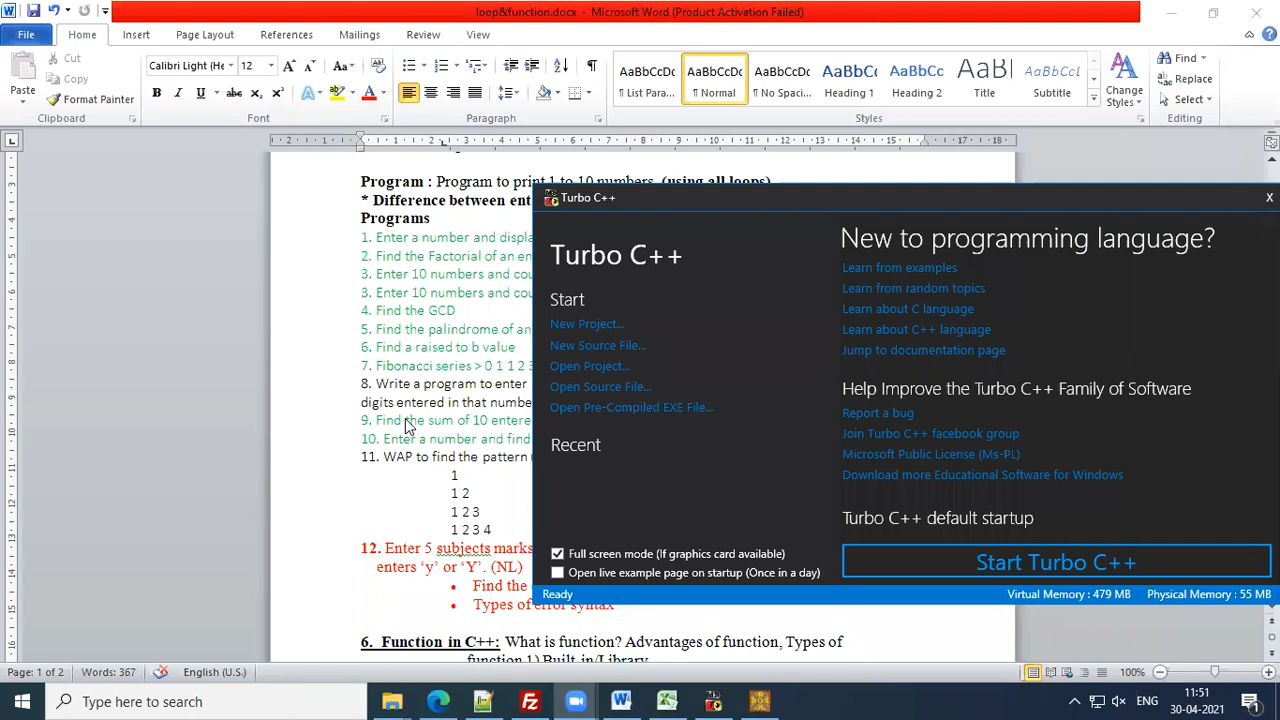 loop&function.docx - Microsoft Word (Product Activation Failed)
File Home Insert Page Layout References Mailings Review View
Paste Cut Copy Format Painter
Calibri Light (He 12
AaBbCcDc AaBbCcDc AaBbCcDc AaBbCc AaBbCc AaBbC AaBbCcDc
¶ List Para... ¶ Normal ¶ No Spaci... Heading 1 Heading 2 Title Subtitle
Change Styles
Find Replace Select
Clipboard Font Paragraph Styles Editing
Program : Program to print 1 to 10 numbers (using all loops)
* Difference between ent
Programs
1. Enter a number and displa
2. Find the Factorial of an en
3. Enter 10 numbers and cou
3. Enter 10 numbers and cou
4. Find the GCD
5. Find the palindrome of an
6. Find a raised to b value
7. Fibonacci series > 0 1 1 2 3
8. Write a program to enter
digits entered in that numbe
9. Find the sum of 10 entere
10. Enter a number and find
11. WAP to find the pattern
1
1 2
1 2 3
1 2 3 4
12. Enter 5 subjects marks
enters ‘y’ or ‘Y’. (NL)
• Find the
• Types of error syntax
6. Function in C++: What is function? Advantages of function, Types of
function 1) Built-in/Library
Turbo C++
X
Turbo C++
Start
New Project...
New Source File...
Open Project...
Open Source File...
Open Pre-Compiled EXE File...
Recent
Full screen mode (If graphics card available)
Open live example page on startup (Once in a day)
New to programming language?
Learn from examples
Learn from random topics
Learn about C language
Learn about C++ language
Jump to documentation page
Help Improve the Turbo C++ Family of Software
Report a bug
Join Turbo C++ facebook group
Microsoft Public License (Ms-PL)
Download more Educational Software for Windows
Turbo C++ default startup
Start Turbo C++
Ready Virtual Memory : 479 MB Physical Memory : 55 MB
Page: 1 of 2 Words: 367 English (U.S.) 100%
Type here to search
ENG 11:51
30-04-2021